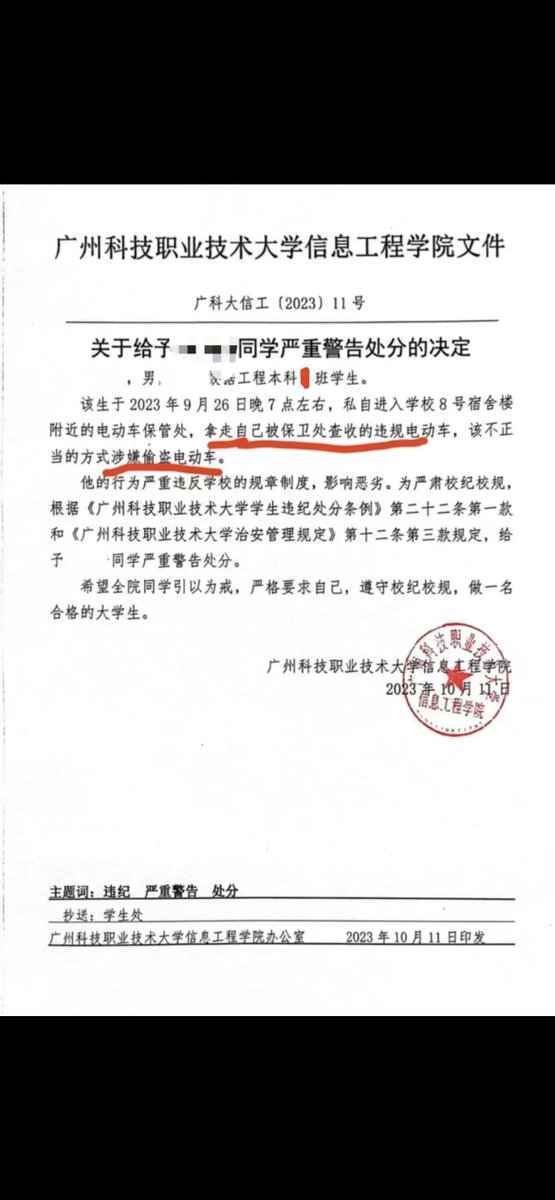 广州科技职业技术大学信息工程学院文件
广科大信工〔2023〕11号
关于给予 同学严重警告处分的决定
，男， 工程本科 班学生。
该生于2023年9月26日晚7点左右，私自进入学校8号宿舍楼
附近的电动车保管处，拿走自己被保卫处查收的违规电动车，该不正
当的方式涉嫌偷盗电动车。
他的行为严重违反学校的规章制度，影响恶劣。为严肃校纪校规，
根据《广州科技职业技术大学学生违纪处分条例》第二十二条第一款
和《广州科技职业技术大学治安管理规定》第十二条第三款规定，给
予 同学严重警告处分。
希望全院同学引以为戒，严格要求自己，遵守校纪校规，做一名
合格的大学生。
广州科技职业技术大学信息工程学院
2023年10月11日
广州科技职业技术大学
信息工程学院
主题词：违纪 严重警告 处分
抄送：学生处
广州科技职业技术大学信息工程学院办公室 2023年10月11日印发